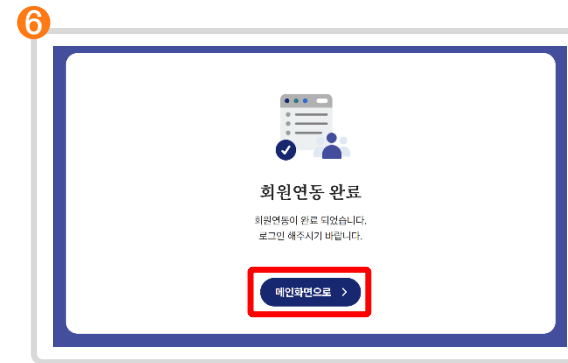 6
회원연동 완료
회원연동이 완료 되었습니다.
로그인 해주시기 바랍니다.
메인화면으로 >